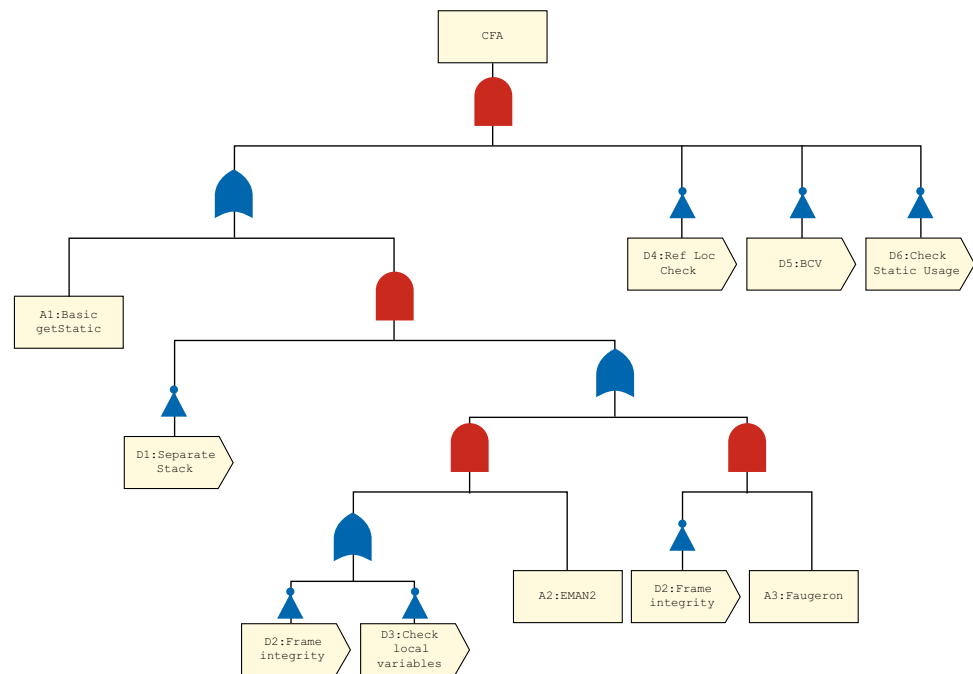 CFA
D4:Ref Loc
Check
D5:BCV
D6:Check
Static Usage
A1:Basic
getStatic
D1:Separate
Stack
A2:EMAN2
D2:Frame
integrity
A3:Faugeron
D2:Frame
integrity
D3:Check
local
variables